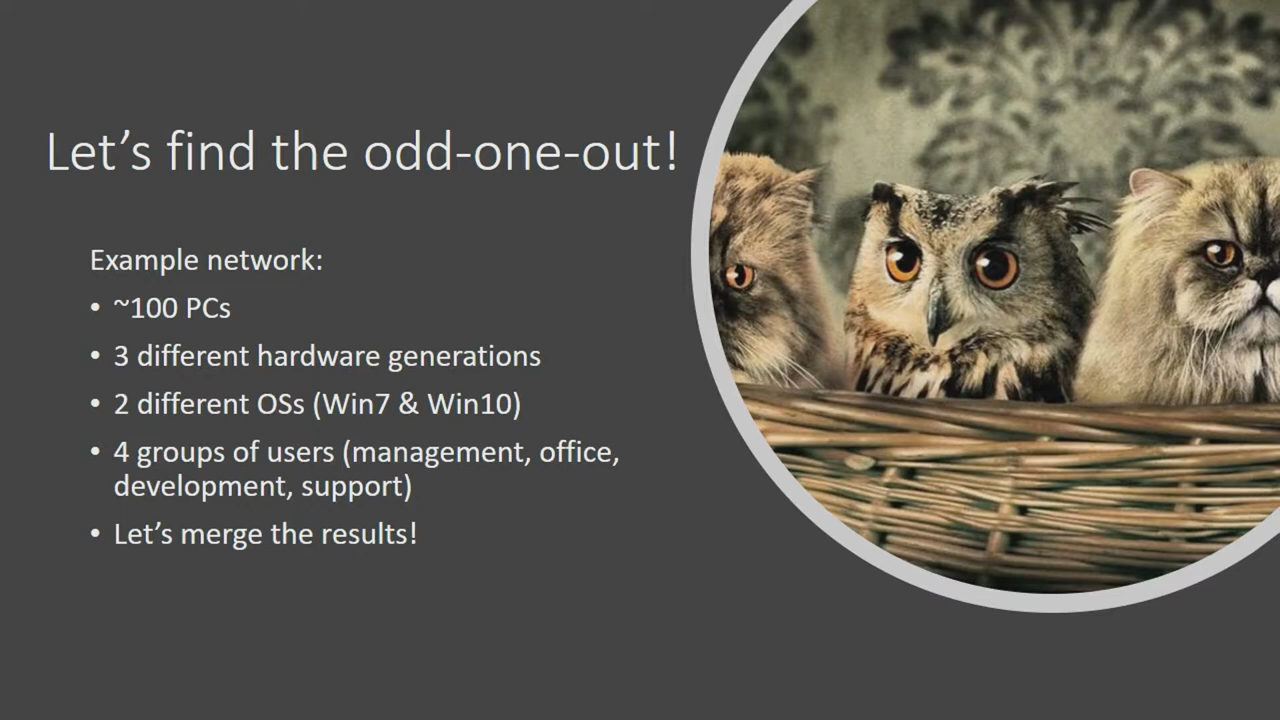 Let’s find the odd-one-out!
Example network:
• ~100 PCs
• 3 different hardware generations
• 2 different OSs (Win7 & Win10)
• 4 groups of users (management, office,
development, support)
• Let’s merge the results!